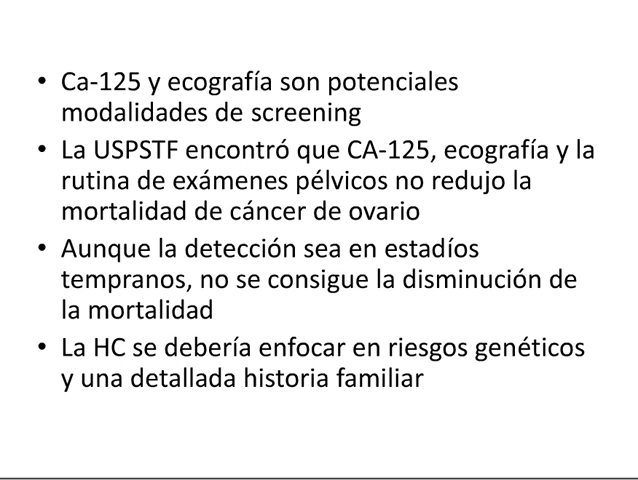 • Ca-125 y ecografía son potenciales
modalidades de screening
• La USPSTF encontró que CA-125, ecografía y la
rutina de exámenes pélvicos no redujo la
mortalidad de cáncer de ovario
• Aunque la detección sea en estadíos
tempranos, no se consigue la disminución de
la mortalidad
• La HC se debería enfocar en riesgos genéticos
y una detallada historia familiar